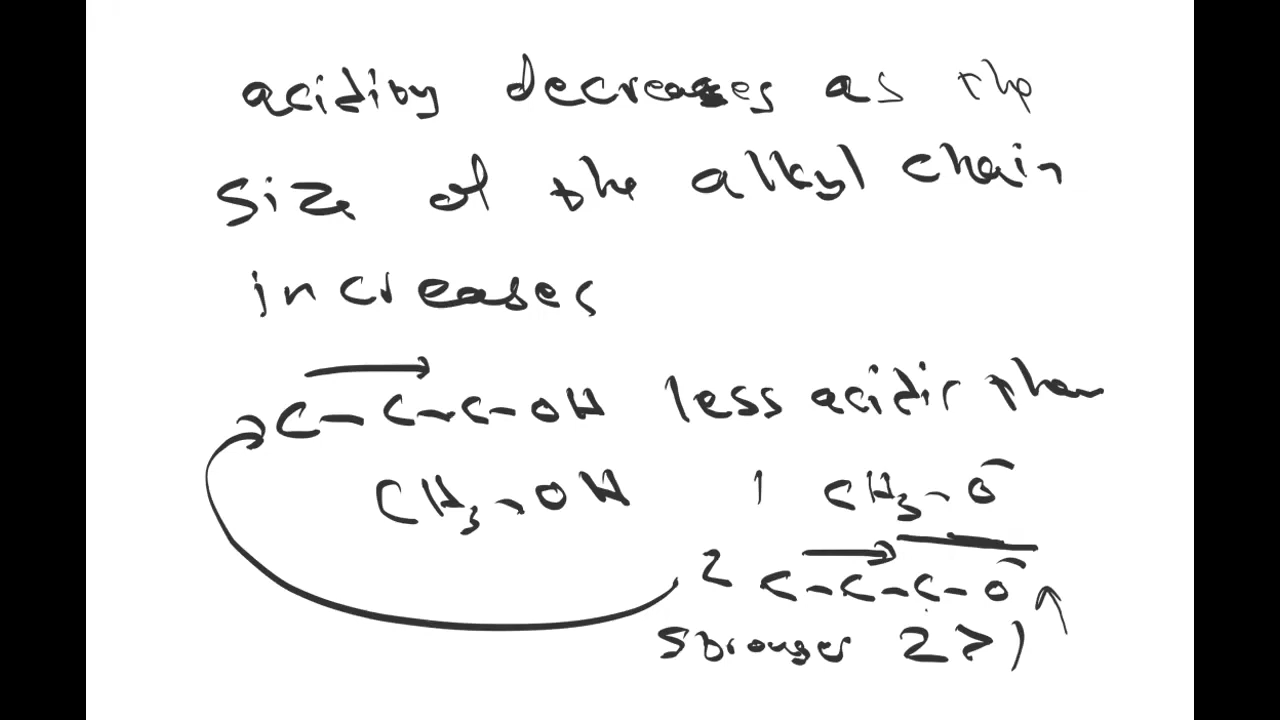 acidity decreases as the
size of the alkyl chain
increases
C-C-C-OH less acidic than
CH3-OH 1 CH3-O⁻
2 C-C-C-O⁻
stronger 2>1